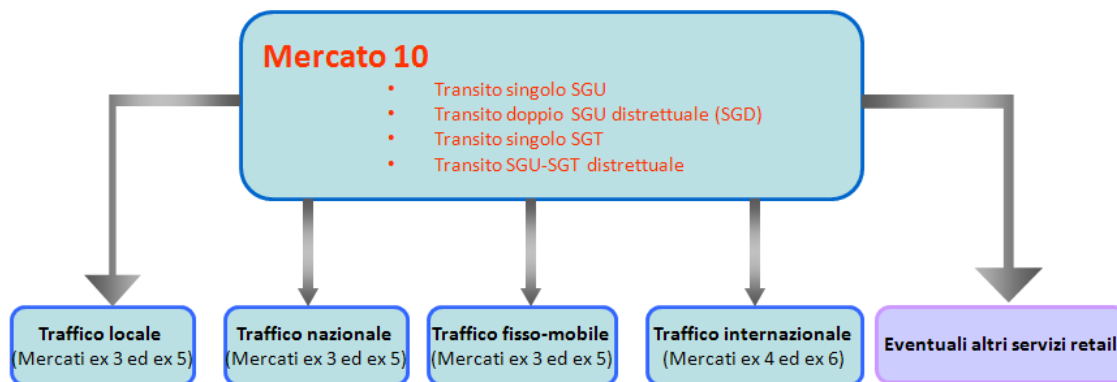 Mercato 10
• Transito singolo SGU
• Transito doppio SGU distrettuale (SGD)
• Transito singolo SGT
• Transito SGU-SGT distrettuale
Traffico locale
(Mercati ex 3 ed ex 5)
Traffico nazionale
(Mercati ex 3 ed ex 5)
Traffico fisso-mobile
(Mercati ex 3 ed ex 5)
Traffico internazionale
(Mercati ex 4 ed ex 6)
Eventuali altri servizi retail